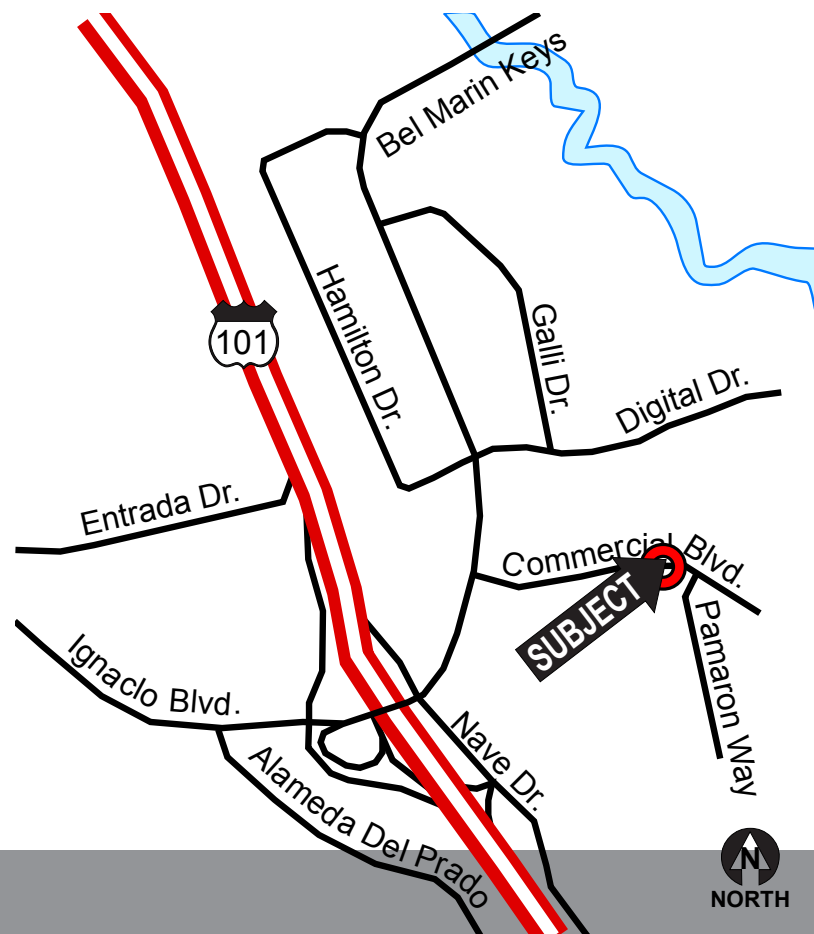 Bel Marin Keys
Hamilton Dr.
Galli Dr.
101
Digital Dr.
Entrada Dr.
Commercial Blvd.
SUBJECT
Pamaron Way
Ignaclo Blvd.
Nave Dr.
Alameda Del Prado
N
NORTH